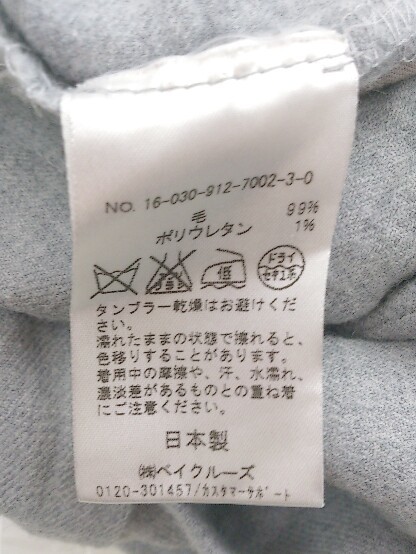 NO. 16-030-912-7002-3-0
毛 99%
ポリウレタン 1%
低 ドライ
セキユ系
タンブラー乾燥はお避けくだ
さい。
濡れたままの状態で擦れると、
色移りすることがあります。
着用中の摩擦や、汗、水濡れ、
濃淡差があるものとの重ね着
にご注意ください。
日本製
㈱ベイクルーズ
0120-301457/カスタマーサポート